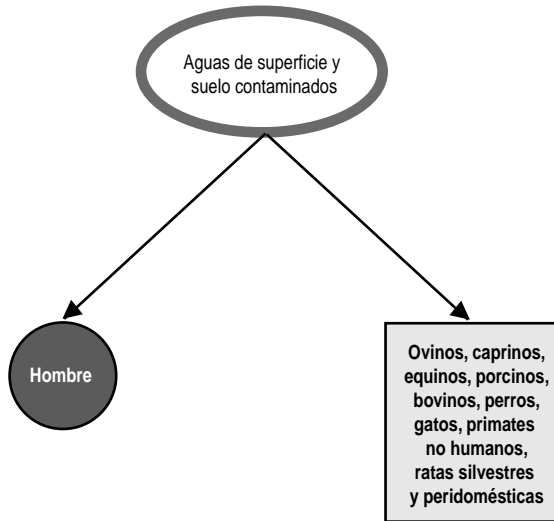 Aguas de superficie y
suelo contaminados
Hombre
Ovinos, caprinos,
equinos, porcinos,
bovinos, perros,
gatos, primates
no humanos,
ratas silvestres
y peridomésticas